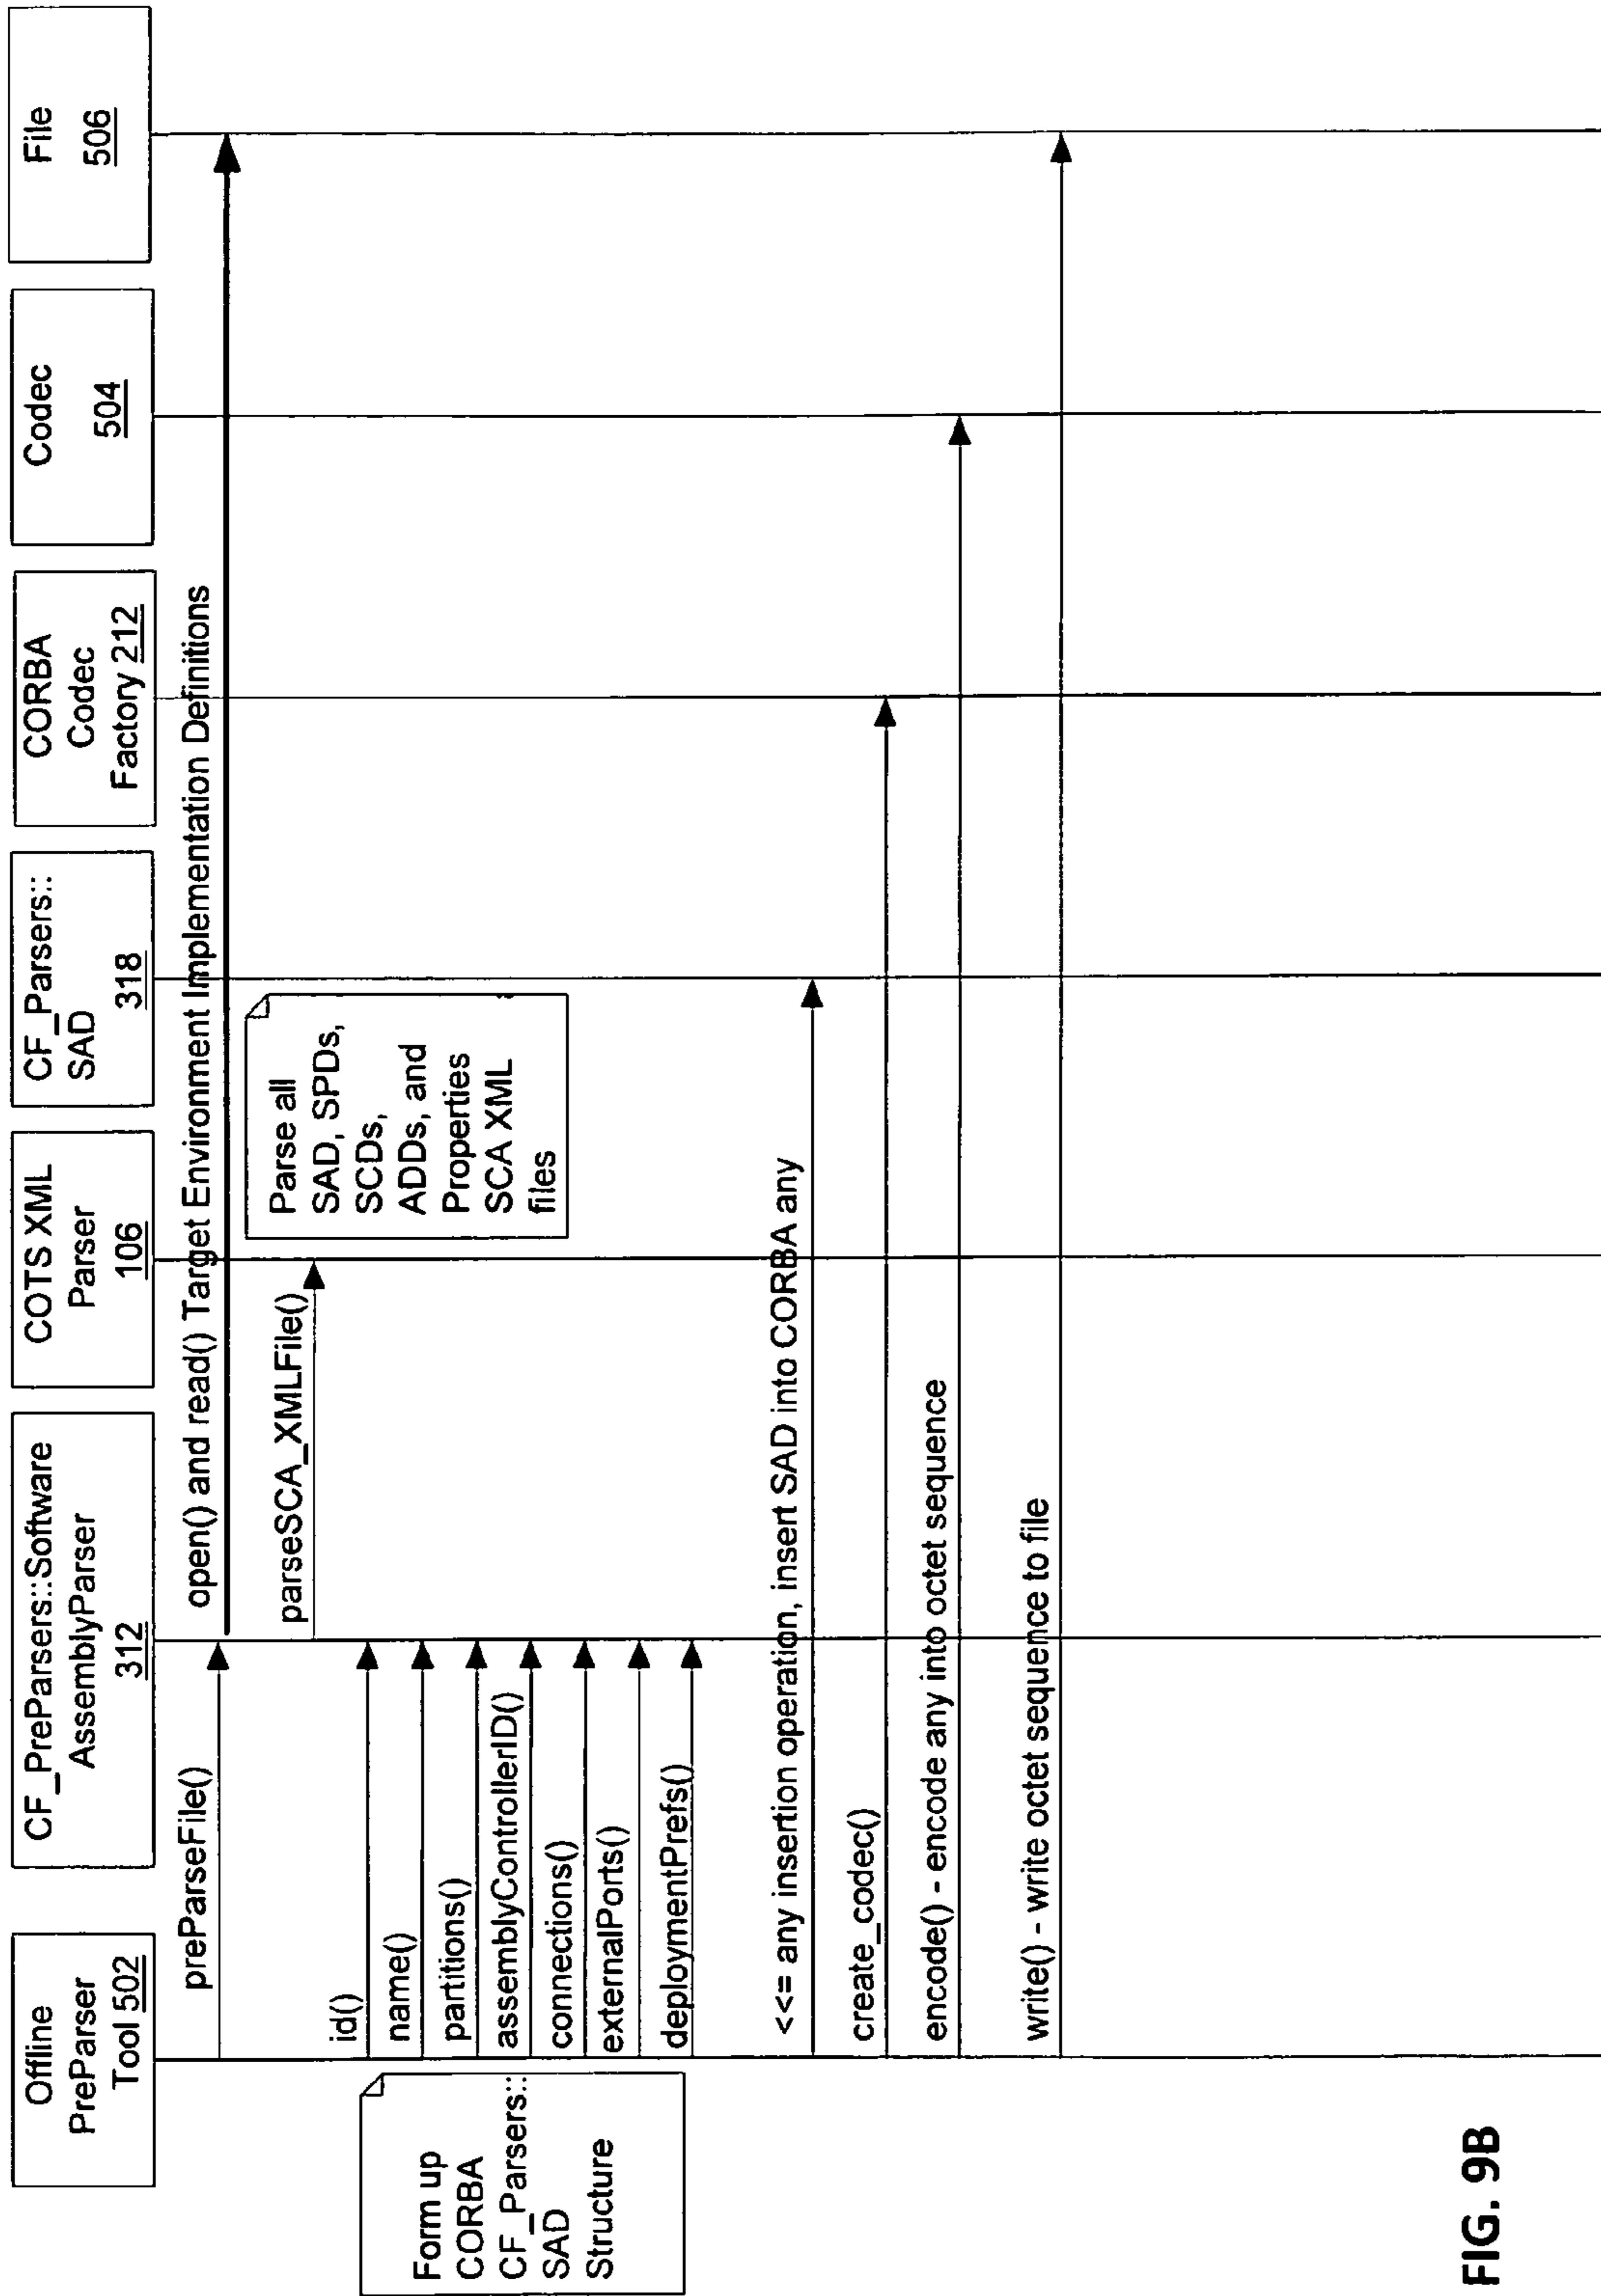 Offline
PreParser
Tool 502
CF_PreParsers::Software
AssemblyParser
312
COTS XML
Parser
106
CF_Parsers::
SAD
318
CORBA
Codec
Factory 212
Codec
504
File
506
preParseFile()
open() and read() Target Environment Implementation Definitions
parseSCA_XMLFile()
Parse all
SAD, SPDs,
SCDs,
ADDs, and
Properties
SCA XML
files
Form up
CORBA
CF_Parsers::
SAD
Structure
id()
name()
partitions()
assemblyControllerID()
connections()
externalPorts()
deploymentPrefs()
<<= any insertion operation, insert SAD into CORBA any
create_codec()
encode() - encode any into octet sequence
write() - write octet sequence to file
FIG. 9B